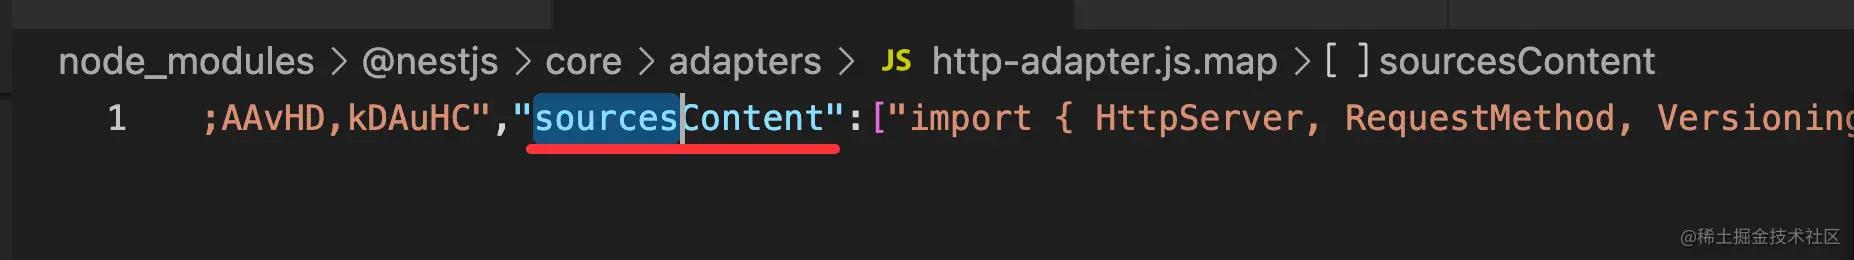 node_modules > @nestjs > core > adapters > JS http-adapter.js.map > [ ] sourcesContent
1 ;AAvHD,kDAuHC","sourcesContent":["import { HttpServer, RequestMethod, Versioning
@稀土掘金技术社区